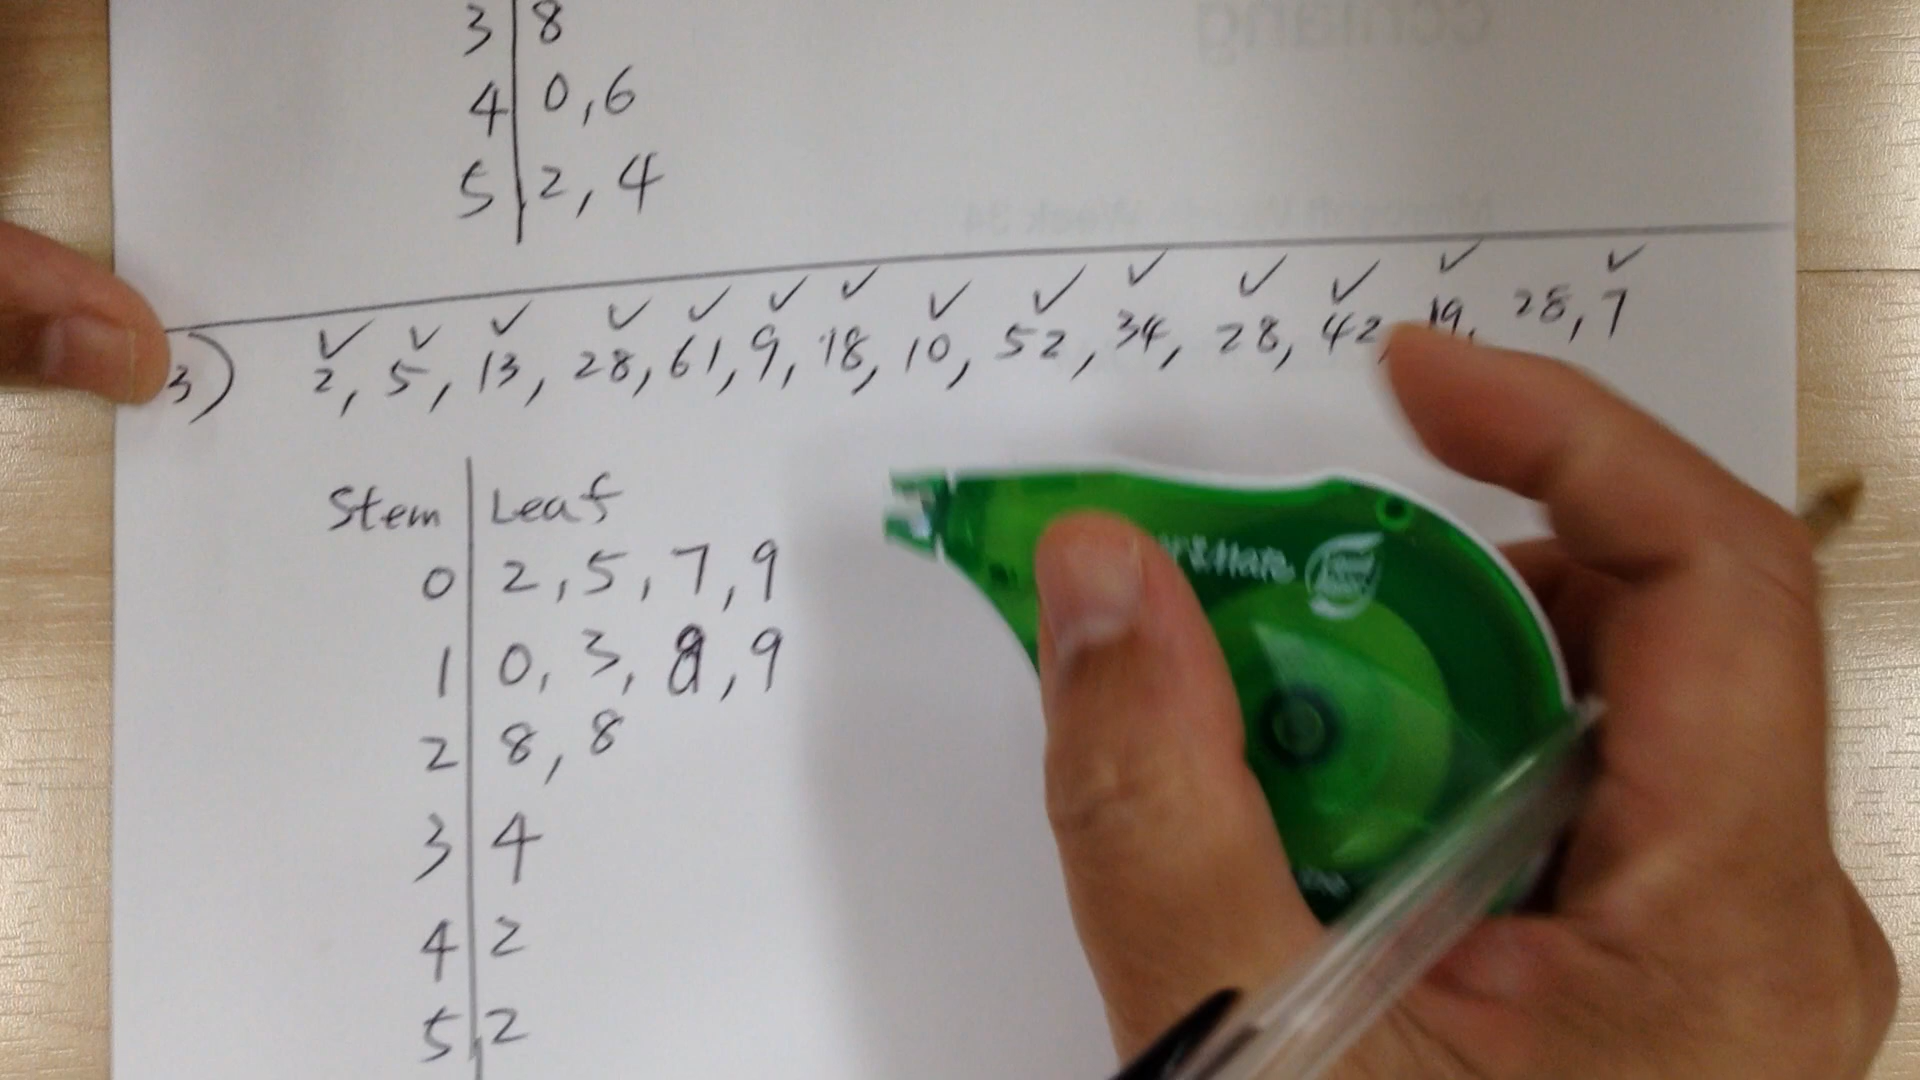 3 | 8
4 | 0, 6
5 | 2, 4
3) 2, 5, 13, 28, 61, 9, 18, 10, 52, 34, 28, 42, 19, 28, 7
Stem | Leaf
0 | 2, 5, 7, 9
1 | 0, 3, 8, 9
2 | 8, 8
3 | 4
4 | 2
5 | 2